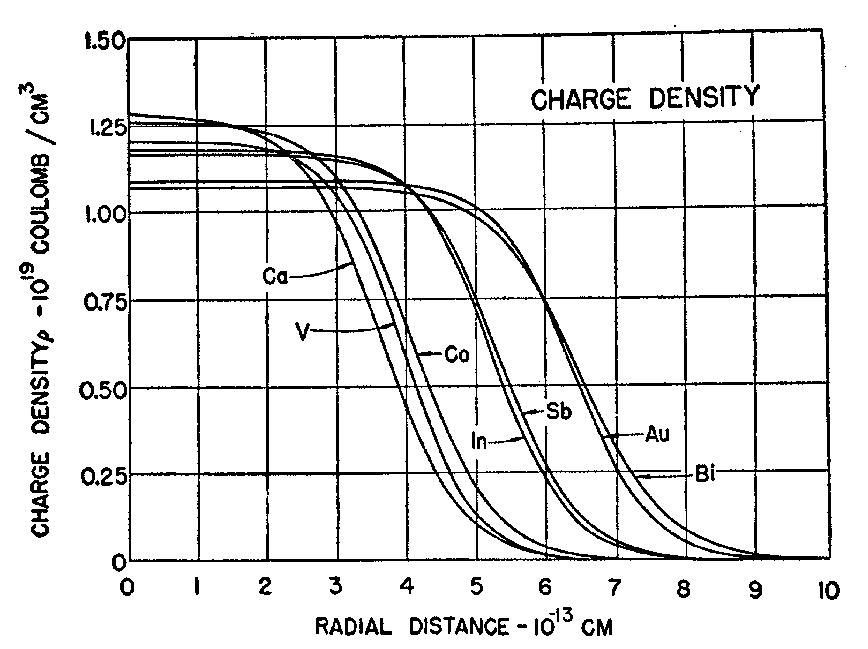 CHARGE DENSITY
CHARGE DENSITY, ρ - 10^19 COULOMB / CM^3
1.50
1.25
1.00
0.75
0.50
0.25
0
Ca
V
Co
In
Sb
Au
Bi
0 1 2 3 4 5 6 7 8 9 10
RADIAL DISTANCE - 10^-13 CM